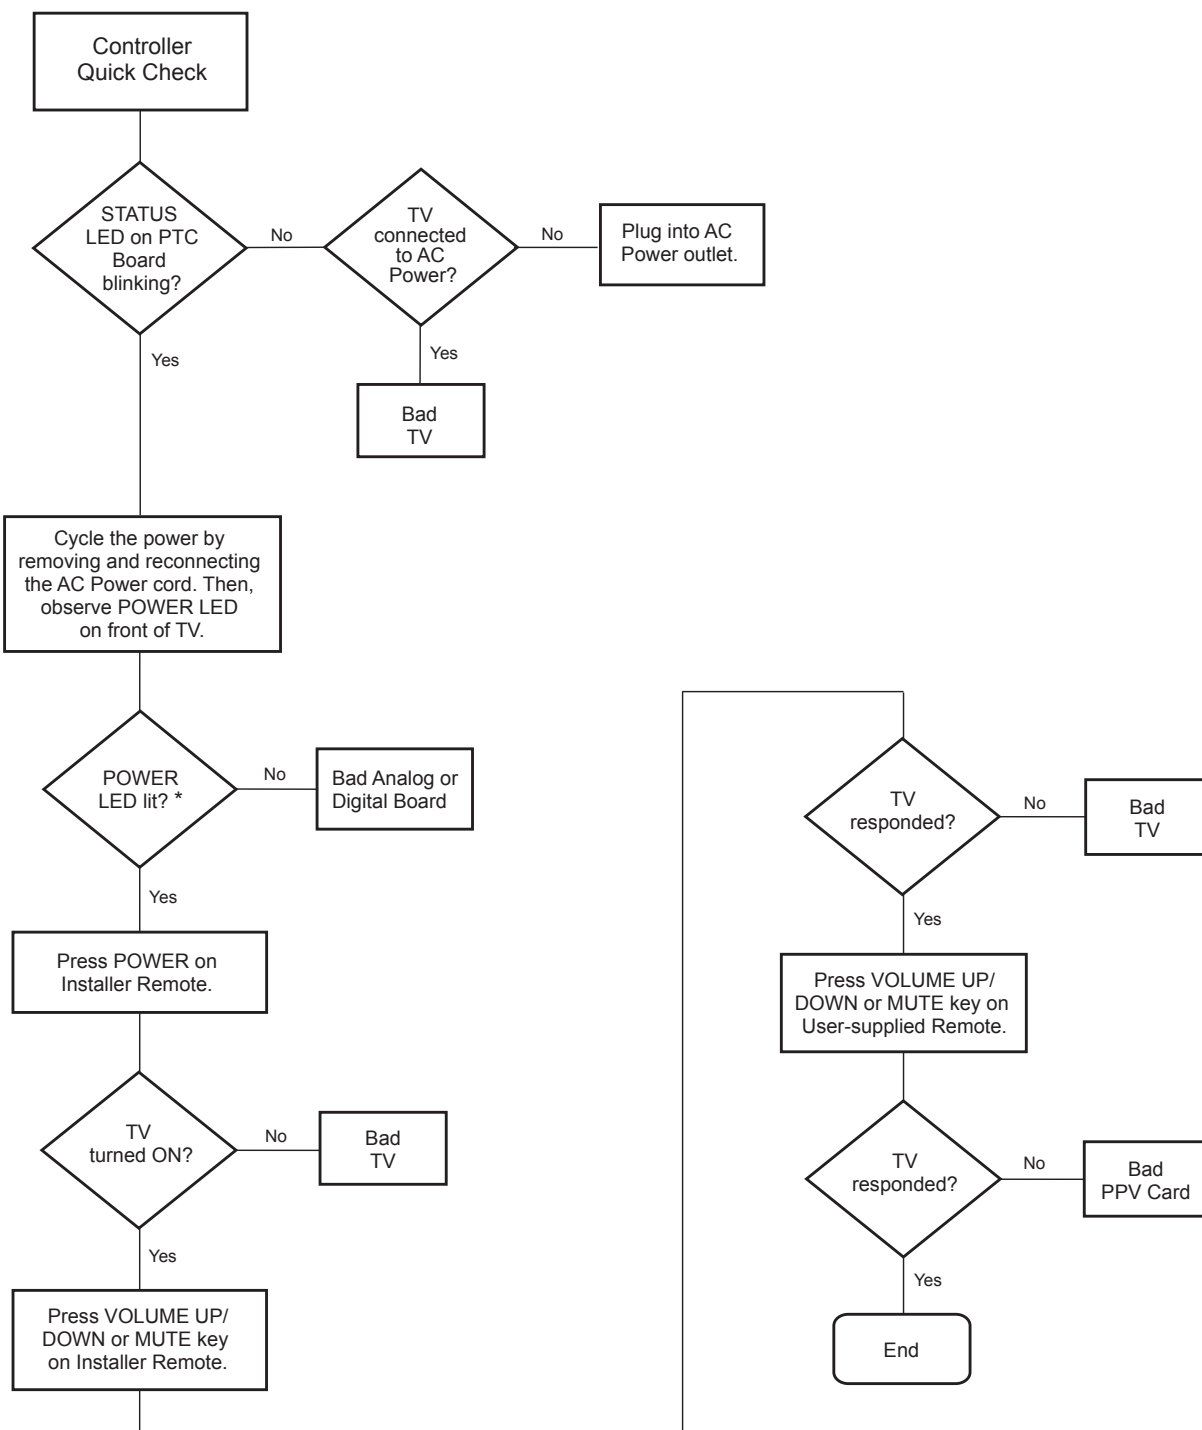 Controller
Quick Check
STATUS
LED on PTC
Board
blinking?
No
TV
connected
to AC
Power?
No
Plug into AC
Power outlet.
Yes
Yes
Bad
TV
Cycle the power by
removing and reconnecting
the AC Power cord. Then,
observe POWER LED
on front of TV.
POWER
LED lit? *
No
Bad Analog or
Digital Board
Yes
Press POWER on
Installer Remote.
TV
turned ON?
No
Bad
TV
Yes
Press VOLUME UP/
DOWN or MUTE key
on Installer Remote.
TV
responded?
No
Bad
TV
Yes
Press VOLUME UP/
DOWN or MUTE key on
User-supplied Remote.
TV
responded?
No
Bad
PPV Card
Yes
End